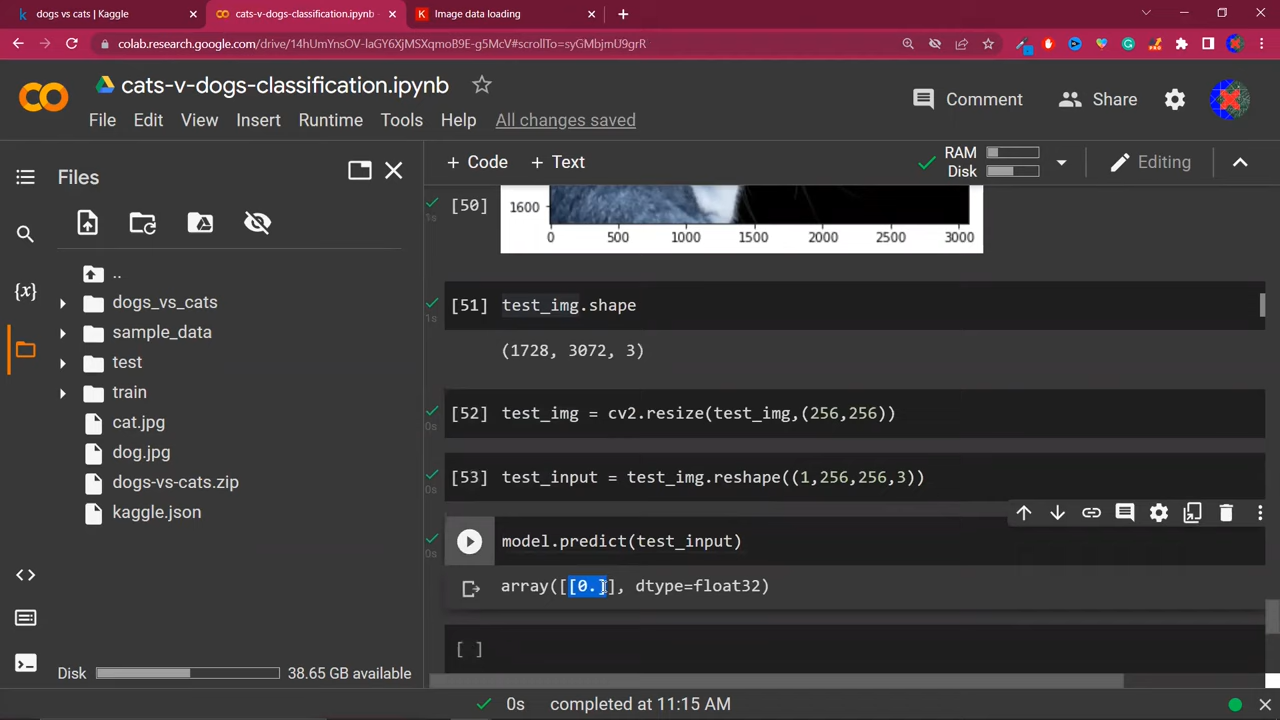 dogs vs cats | Kaggle
cats-v-dogs-classification.ipynb
Image data loading
colab.research.google.com/drive/14hUmYnsOV-laGY6XjMSXqmoB9E-g5McV#scrollTo=syGMbjmU9grR
cats-v-dogs-classification.ipynb
Comment
Share
File Edit View Insert Runtime Tools Help All changes saved
Files
+ Code + Text
RAM
Disk
Editing
..
dogs_vs_cats
sample_data
test
train
cat.jpg
dog.jpg
dogs-vs-cats.zip
kaggle.json
Disk 38.65 GB available
[50]
1s
1600
0 500 1000 1500 2000 2500 3000
[51] test_img.shape
1s
(1728, 3072, 3)
[52] test_img = cv2.resize(test_img,(256,256))
0s
[53] test_input = test_img.reshape((1,256,256,3))
0s
model.predict(test_input)
0s
array([[0.]], dtype=float32)
[ ]
0s completed at 11:15 AM